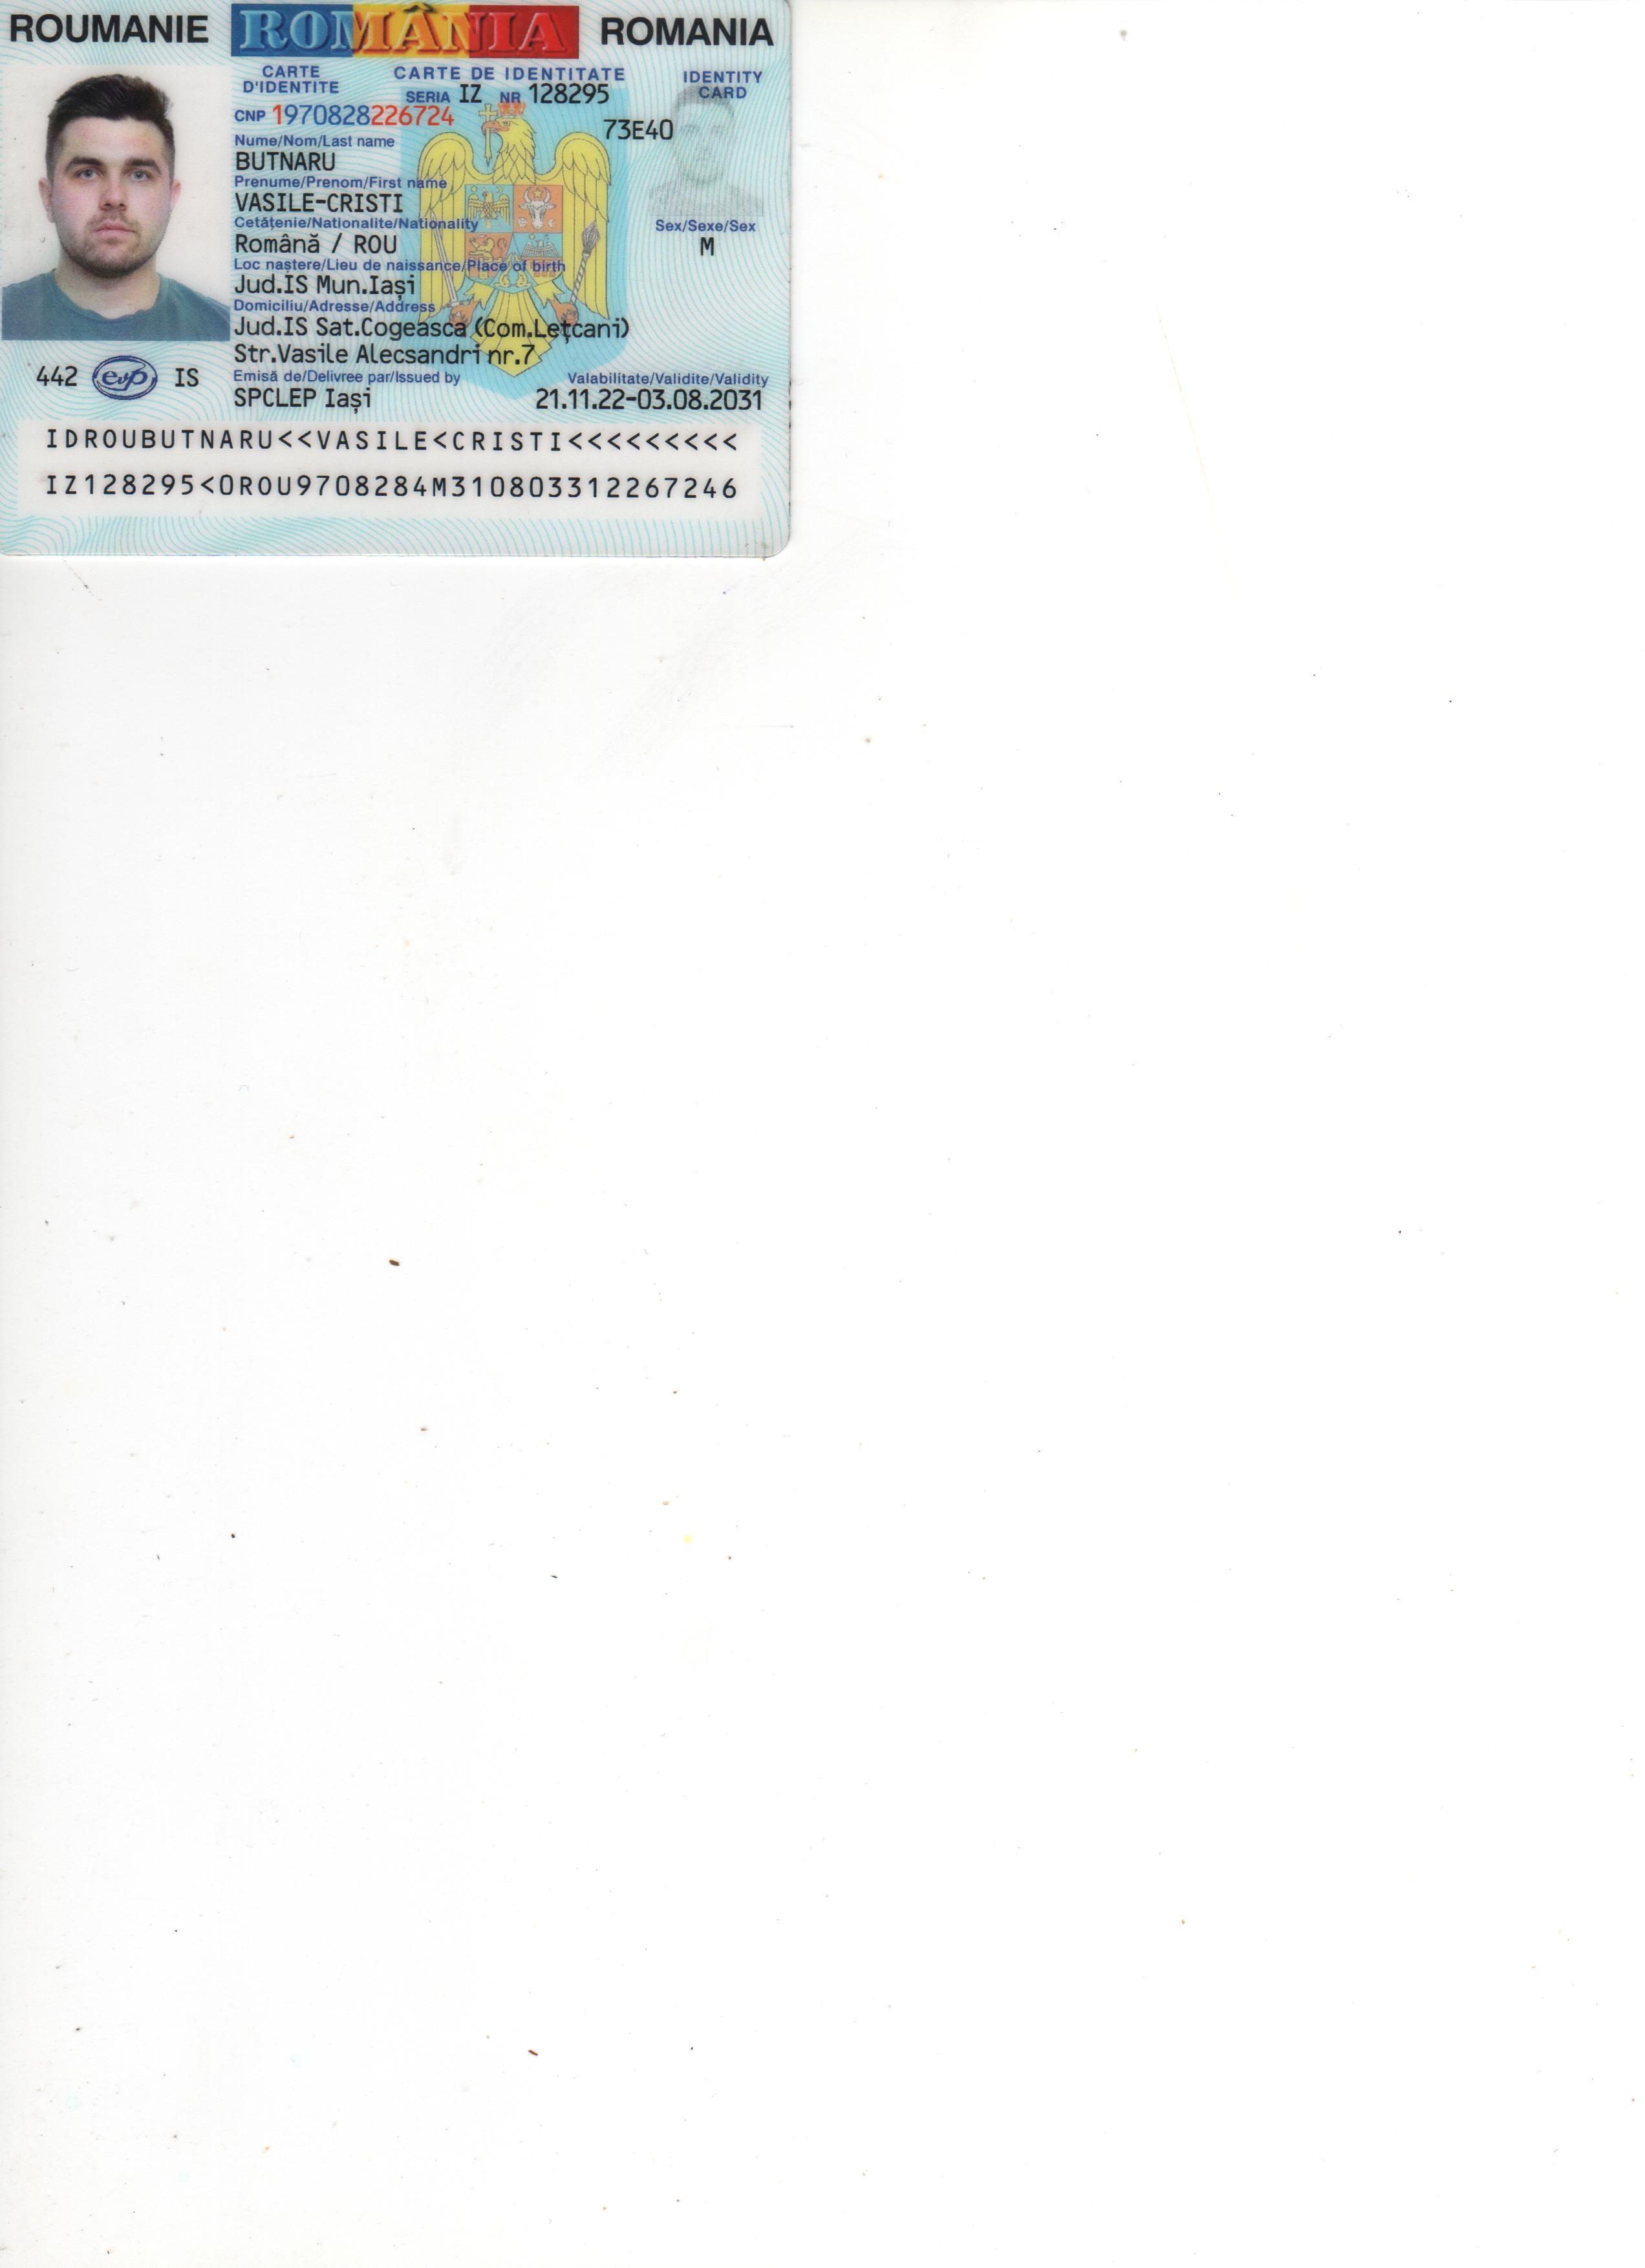 ROUMANIE ROMÂNIA ROMANIA
CARTE D'IDENTITE CARTE DE IDENTITATE IDENTITY CARD
SERIA IZ NR 128295
CNP 1970828226724
73E40
Nume/Nom/Last name
BUTNARU
Prenume/Prenom/First name
VASILE-CRISTI
Cetățenie/Nationalite/Nationality
Română / ROU
Sex/Sexe/Sex
M
Loc naștere/Lieu de naissance/Place of birth
Jud.IS Mun.Iași
Domiciliu/Adresse/Address
Jud.IS Sat.Cogeasca (Com.Lețcani)
Str.Vasile Alecsandri nr.7
442 evp IS
Emisă de/Delivree par/Issued by
SPCLEP Iași
Valabilitate/Validite/Validity
21.11.22-03.08.2031
IDROUBUTNARU<<VASILE<CRISTI<<<<<<<<<
IZ128295<0ROU9708284M310803312267246